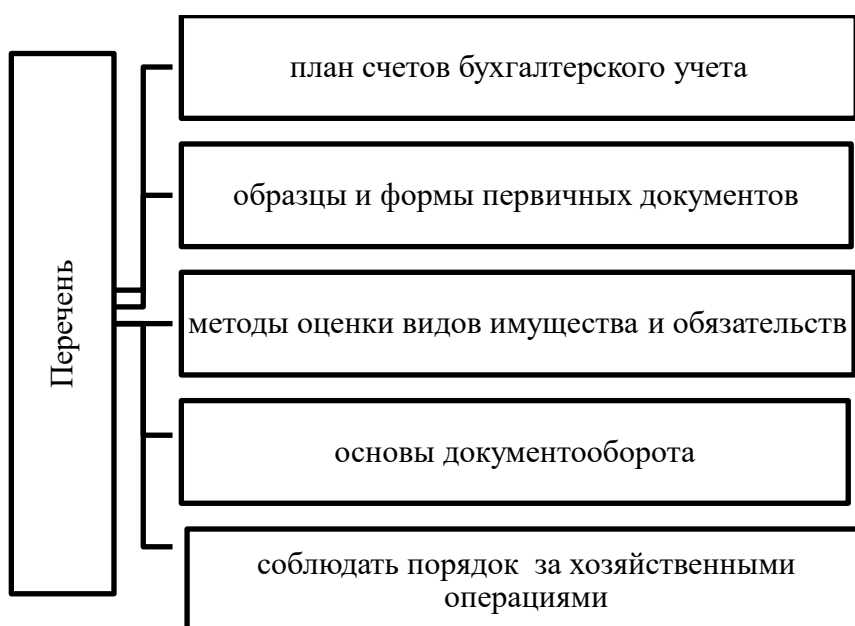 Перечень
план счетов бухгалтерского учета
образцы и формы первичных документов
методы оценки видов имущества и обязательств
основы документооборота
соблюдать порядок за хозяйственными
операциями